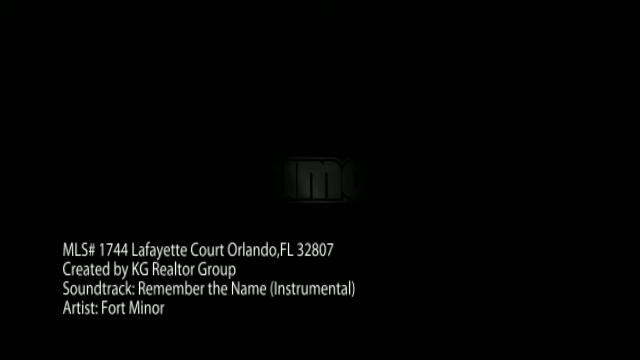 MLS# 1744 Lafayette Court Orlando,FL 32807
Created by KG Realtor Group
Soundtrack: Remember the Name (Instrumental)
Artist: Fort Minor